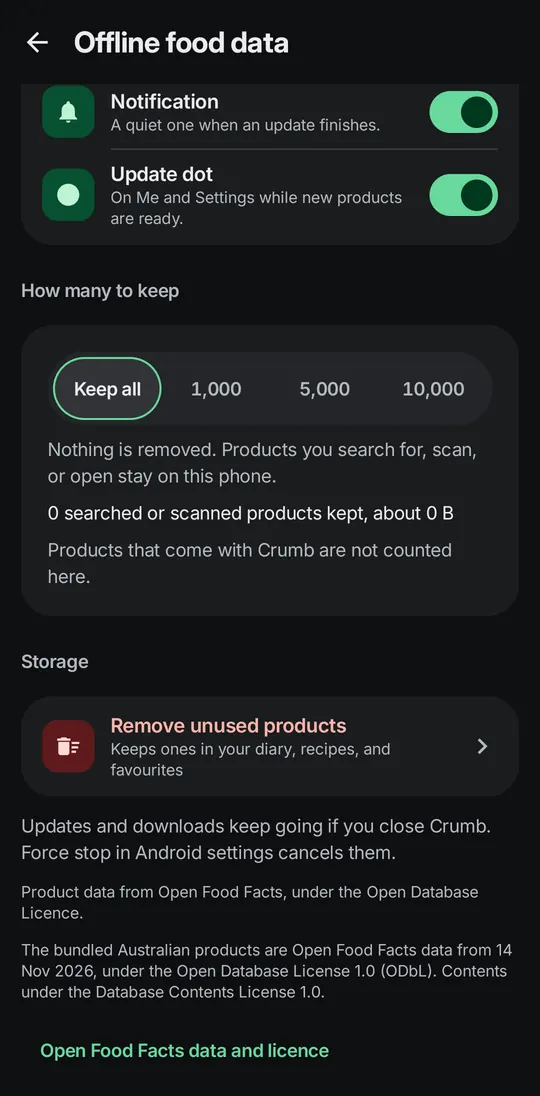 Offline food data
Notification
A quiet one when an update finishes.
Update dot
On Me and Settings while new products
are ready.
How many to keep
Keep all
1,000
5,000
10,000
Nothing is removed. Products you search for, scan,
or open stay on this phone.
0 searched or scanned products kept, about 0 B
Products that come with Crumb are not counted
here.
Storage
Remove unused products
Keeps ones in your diary, recipes, and
favourites
Updates and downloads keep going if you close Crumb.
Force stop in Android settings cancels them.
Product data from Open Food Facts, under the Open Database
Licence.
The bundled Australian products are Open Food Facts data from 14
Nov 2026, under the Open Database License 1.0 (ODbL). Contents
under the Database Contents License 1.0.
Open Food Facts data and licence